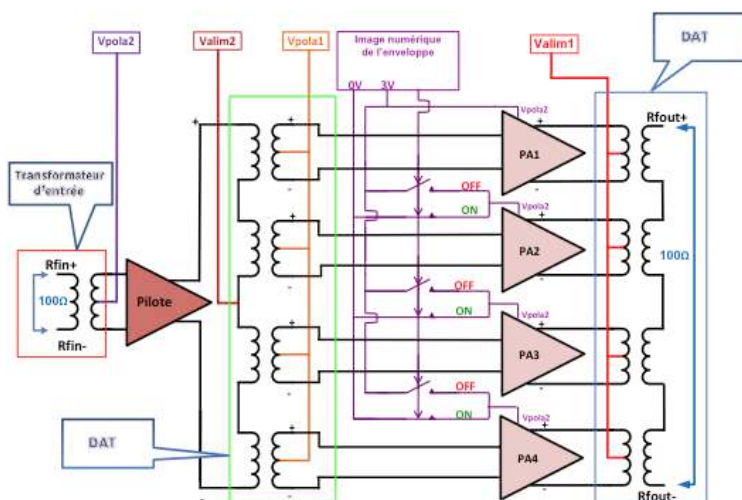 Vpola2
Valim2
Vpola1
Image numérique
de l'enveloppe
0V
3V
Valim1
DAT
Transformateur
d'entrée
Rfin+
100Ω
Rfin-
Pilote
+
-
DAT
+
-
+
-
+
-
+
-
OFF
ON
OFF
ON
OFF
ON
Vpola2
+
PA1
-
Vpola2
+
PA2
-
Vpola2
+
PA3
-
Vpola2
+
PA4
-
Rfout+
100Ω
Rfout-